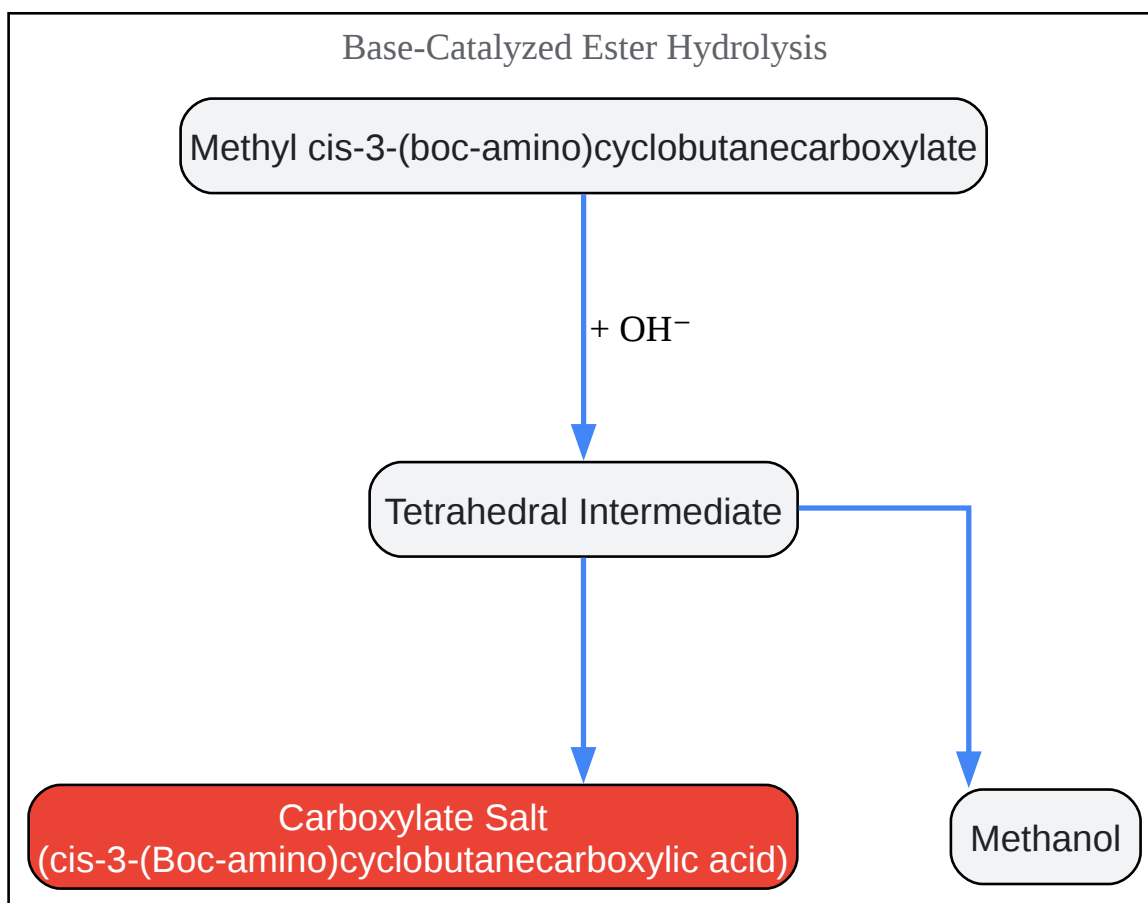 Base-Catalyzed Ester Hydrolysis
Methyl cis-3-(boc-amino)cyclobutanecarboxylate
+ OH⁻
Tetrahedral Intermediate
Carboxylate Salt
(cis-3-(Boc-amino)cyclobutanecarboxylic acid)
Methanol